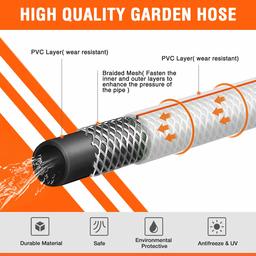 HIGH QUALITY GARDEN HOSE
PVC Layer( wear resistant)
PVC Layer( wear resistant)
Braided Mesh( Fasten the
inner and outer layers to
enhance the pressure of
the pipe )
Durable Material
Safe
Environmental
Protective
Antifreeze & UV